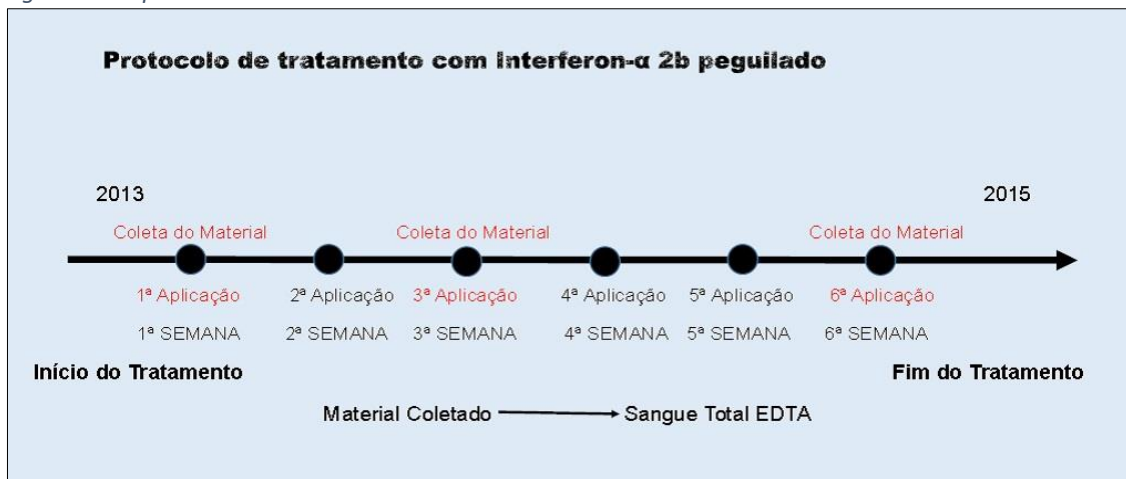 Protocolo de tratamento com Interferon-α 2b peguilado
2013 2015
Coleta do Material Coleta do Material Coleta do Material
1ª Aplicação 2ª Aplicação 3ª Aplicação 4ª Aplicação 5ª Aplicação 6ª Aplicação
1ª SEMANA 2ª SEMANA 3ª SEMANA 4ª SEMANA 5ª SEMANA 6ª SEMANA
Início do Tratamento Fim do Tratamento
Material Coletado Sangue Total EDTA